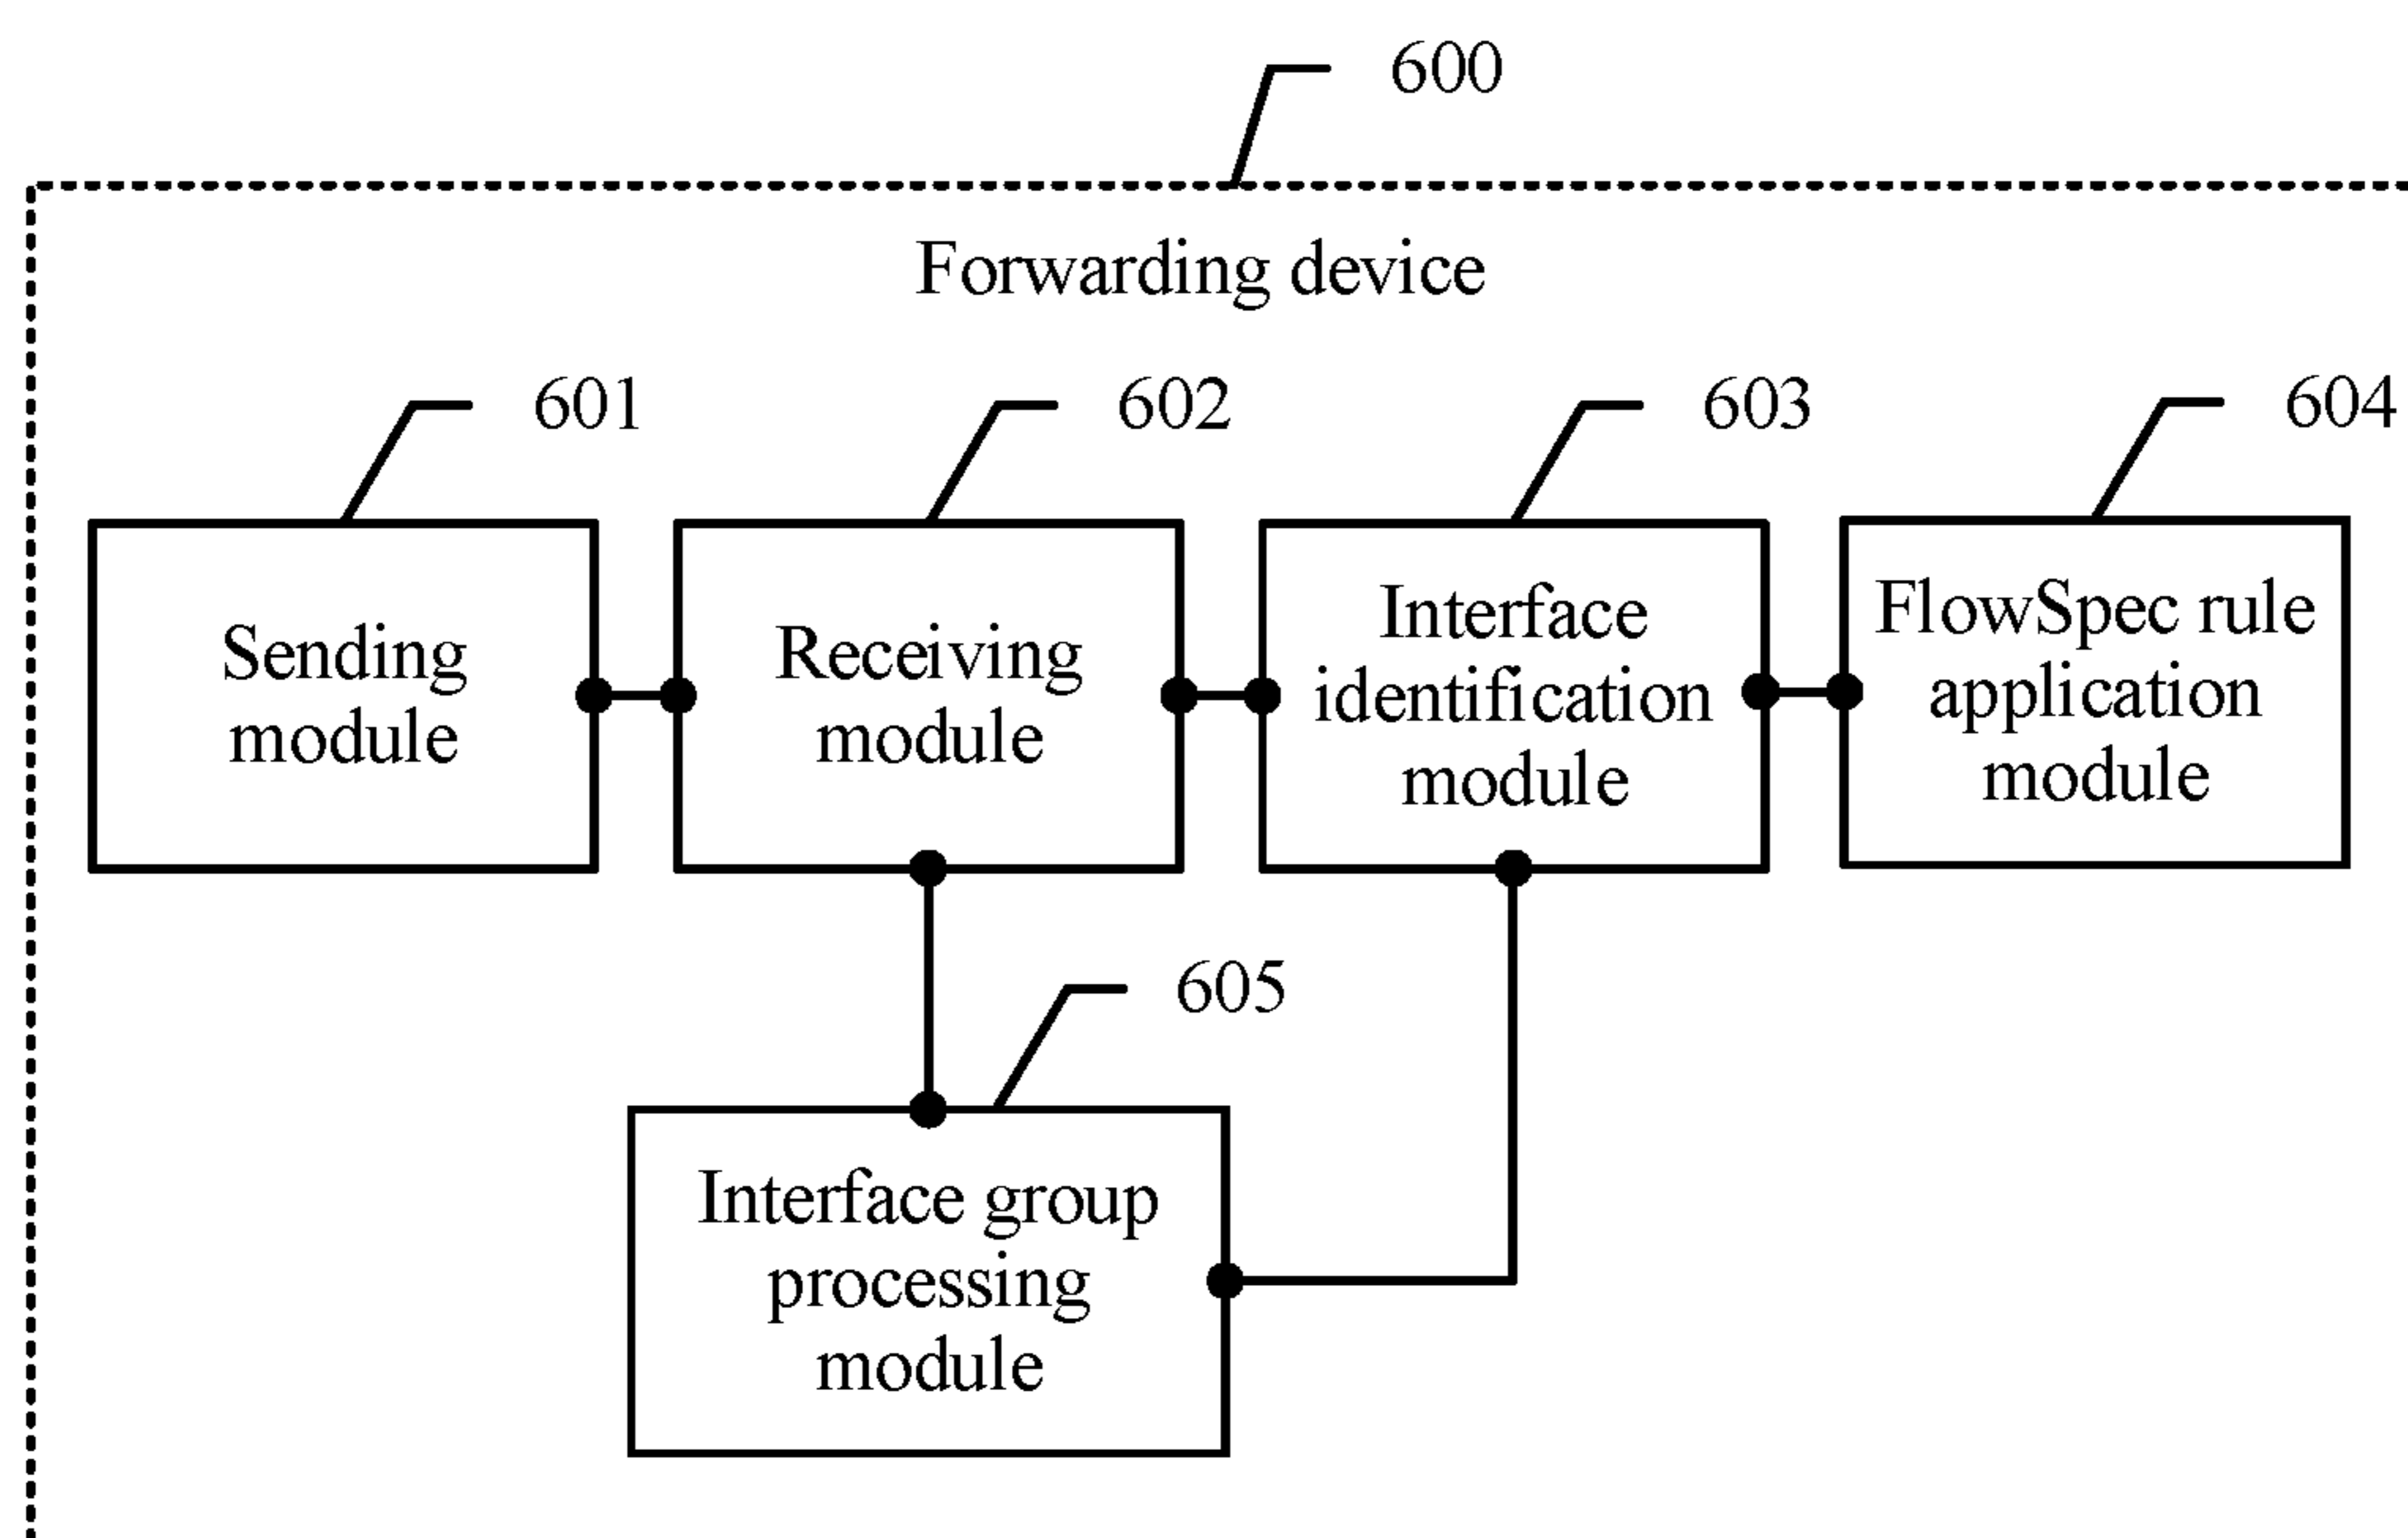 600
Forwarding device
601
602
603
604
Sending
module
Receiving
module
Interface
identification
module
FlowSpec rule
application
module
605
Interface group
processing
module